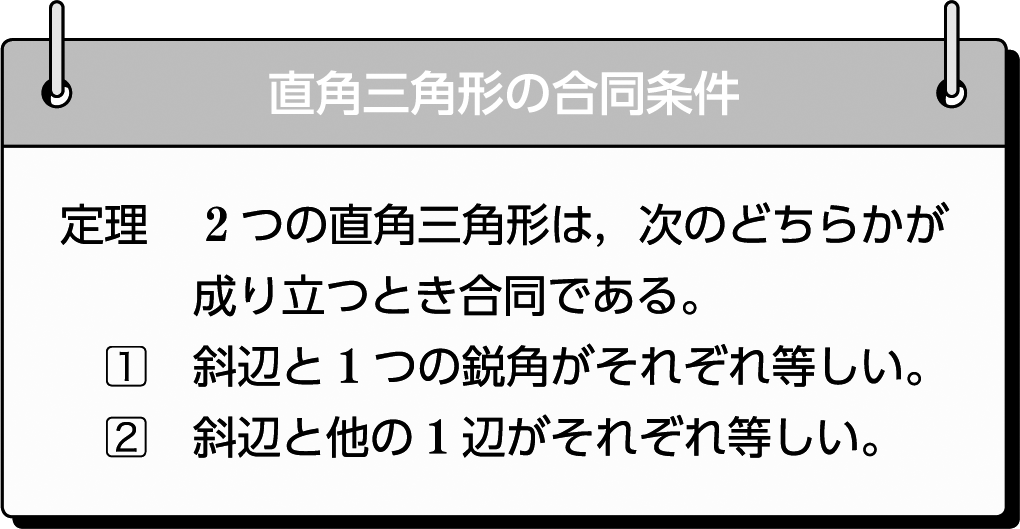 直角三角形の合同条件
定理 2つの直角三角形は，次のどちらかが
成り立つとき合同である。
1 斜辺と1つの鋭角がそれぞれ等しい。
2 斜辺と他の1辺がそれぞれ等しい。